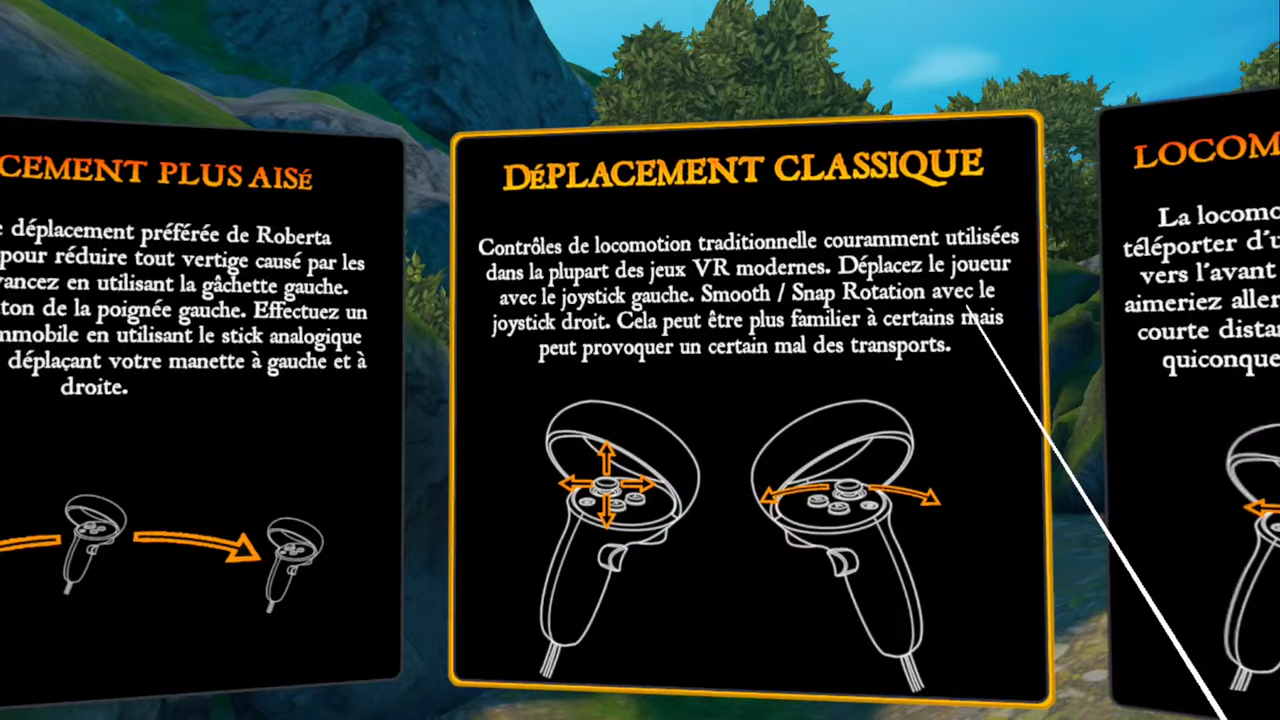 CEMENT PLUS AISÉ
déplacement préférée de Roberta
pour réduire tout vertige causé par les
ancez en utilisant la gâchette gauche.
ton de la poignée gauche. Effectuez un
mmobile en utilisant le stick analogique
déplaçant votre manette à gauche et à
droite.
DÉPLACEMENT CLASSIQUE
Contrôles de locomotion traditionnelle couramment utilisées
dans la plupart des jeux VR modernes. Déplacez le joueur
avec le joystick gauche. Smooth / Snap Rotation avec le
joystick droit. Cela peut être plus familier à certains mais
peut provoquer un certain mal des transports.
LOCOM
La locomo
téléporter d'u
vers l'avant
aimeriez aller
courte distan
quiconque